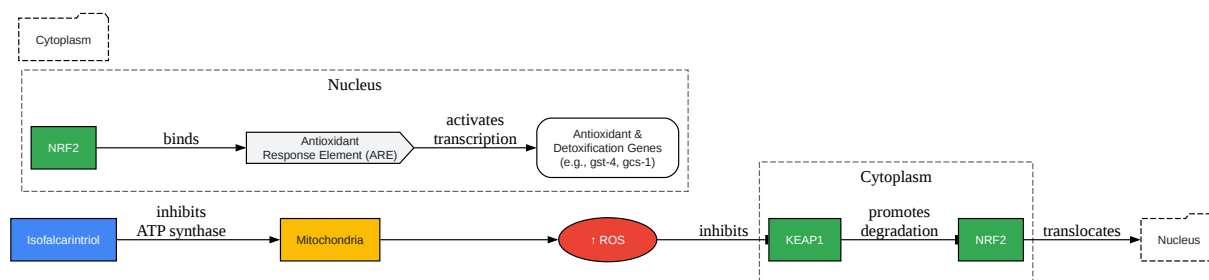 Cytoplasm
Nucleus
NRF2
binds
Antioxidant
Response Element (ARE)
activates
transcription
Antioxidant &
Detoxification Genes
(e.g., gst-4, gcs-1)
Cytoplasm
Isofalcarintriol
inhibits
ATP synthase
Mitochondria
↑ ROS
inhibits
KEAP1
promotes
degradation
NRF2
translocates
Nucleus